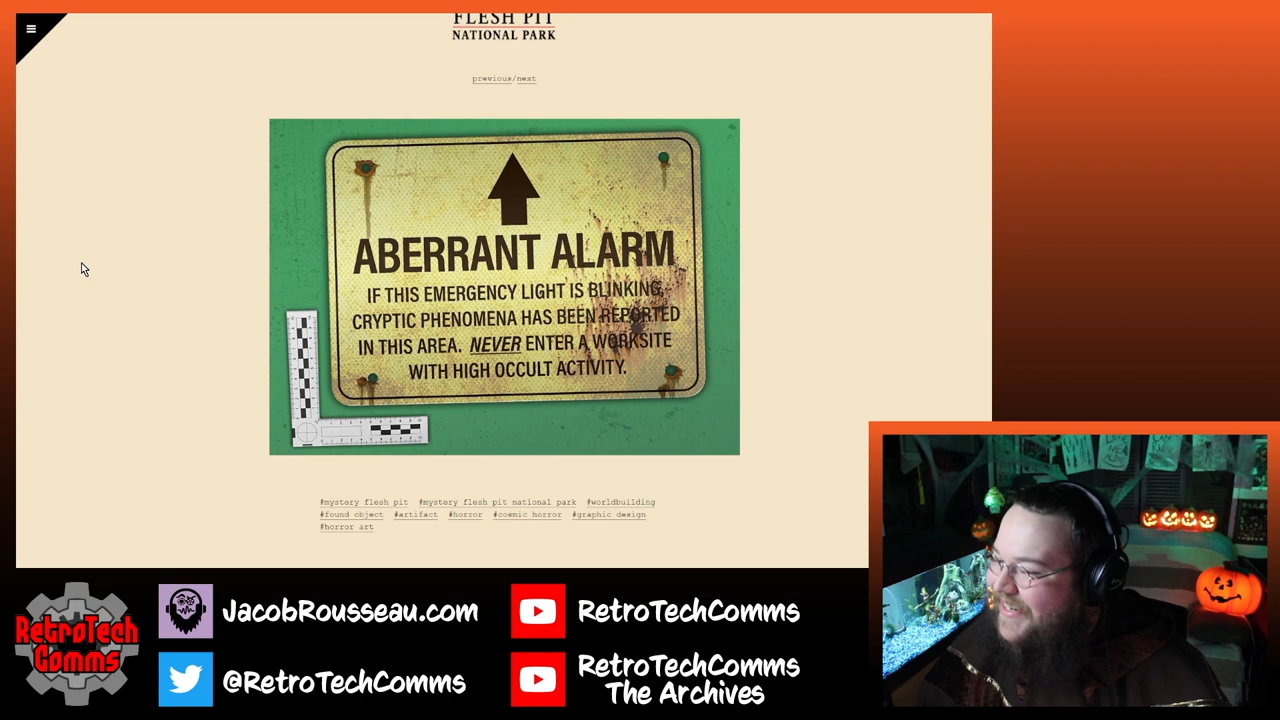 FLESH PIT
NATIONAL PARK
previous/next
ABERRANT ALARM
IF THIS EMERGENCY LIGHT IS BLINKING,
CRYPTIC PHENOMENA HAS BEEN REPORTED
IN THIS AREA. NEVER ENTER A WORKSITE
WITH HIGH OCCULT ACTIVITY.
#mystery flesh pit #mystery flesh pit national park #worldbuilding
#found object #artifact #horror #cosmic horror #graphic design
#horror art
RetroTech
Comms
JacobRousseau.com
RetroTechComms
@RetroTechComms
RetroTechComms
The Archives